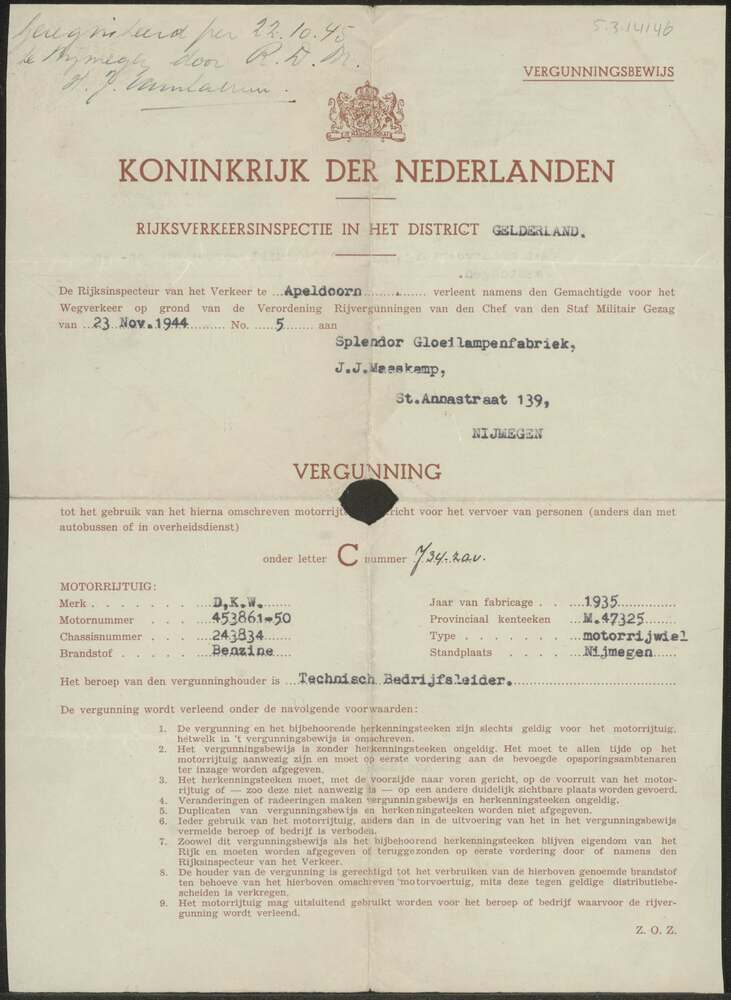 geregistreerd per 22.10.45
te Nijmegen door R.D.M.
H. J.
5.3.14146
VERGUNNINGSBEWIJS
KONINKRIJK DER NEDERLANDEN
RIJKSVERKEERSINSPECTIE IN HET DISTRICT GELDERLAND.
De Rijksinspecteur van het Verkeer te ...Apeldoorn............ verleent namens den Gemachtigde voor het
Wegverkeer op grond van de Verordening Rijvergunningen van den Chef van den Staf Militair Gezag
van ...23 Nov.1944.......... No. .....5........ aan
Splendor Gloeilampenfabriek,
J.J.Maaskamp,
St.Annastraat 139,
NIJMEGEN
VERGUNNING
tot het gebruik van het hierna omschreven richt voor het vervoer van personen (anders dan met
autobussen of in overheidsdienst)
onder letter C nummer 734.zav.
MOTORRIJTUIG:
Merk . . . . . . ....D.K.W.......
Motornummer . . . ...453861-50
Chassisnummer . . ...243834......
Brandstof . . . . . ...Benzine.....
Jaar van fabricage . . ....1935..............
Provinciaal kenteeken ...M.47325........
Type . . . . . . . ...motorrijwiel
Standplaats . . . . ...Nijmegen......
Het beroep van den vergunninghouder is ...Technisch Bedrijfsleider.......................................
De vergunning wordt verleend onder de navolgende voorwaarden:
1. De vergunning en het bijbehoorende herkenningsteeken zijn slechts geldig voor het motorrijtuig,
hetwelk in 't vergunningsbewijs is omschreven.
2. Het vergunningsbewijs is zonder herkenningsteeken ongeldig. Het moet te allen tijde op het
motorrijtuig aanwezig zijn en moet op eerste vordering aan de bevoegde opsporingsambtenaren
ter inzage worden afgegeven.
3. Het herkenningsteeken moet, met de voorzijde naar voren gericht, op de voorruit van het motor-
rijtuig of — zoo deze niet aanwezig is — op een andere duidelijk zichtbare plaats worden gevoerd.
4. Veranderingen of radeeringen maken vergunningsbewijs en herkenningsteeken ongeldig.
5. Duplicaten van vergunningsbewijs en herkenningsteeken worden niet afgegeven.
6. Ieder gebruik van het motorrijtuig, anders dan in de uitvoering van het in het vergunningsbewijs
vermelde beroep of bedrijf is verboden.
7. Zoowel dit vergunningsbewijs als het bijbehoorend herkenningsteeken blijven eigendom van het
Rijk en moeten worden afgegeven of teruggezonden op eerste vordering door of namens den
Rijksinspecteur van het Verkeer.
8. De houder van de vergunning is gerechtigd tot het verbruiken van de hierboven genoemde brandstof
ten behoeve van het hierboven omschreven motorvoertuig, mits deze tegen geldige distributiebe-
scheiden is verkregen.
9. Het motorrijtuig mag uitsluitend gebruikt worden voor het beroep of bedrijf waarvoor de rijver-
gunning wordt verleend.
Z. O. Z.